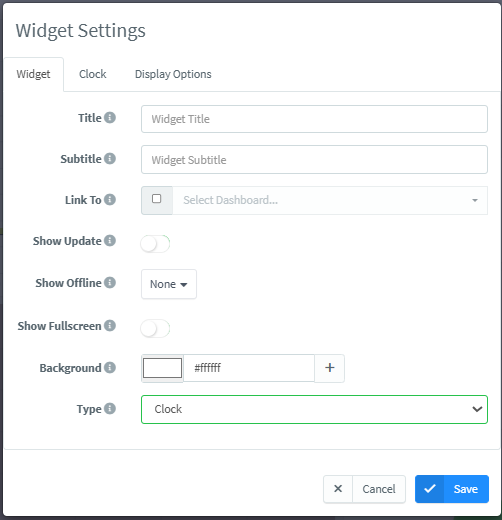 Widget Settings
Widget Clock Display Options
Title Widget Title
Subtitle Widget Subtitle
Link To Select Dashboard...
Show Update
Show Offline None
Show Fullscreen
Background #ffffff +
Type Clock
Cancel Save